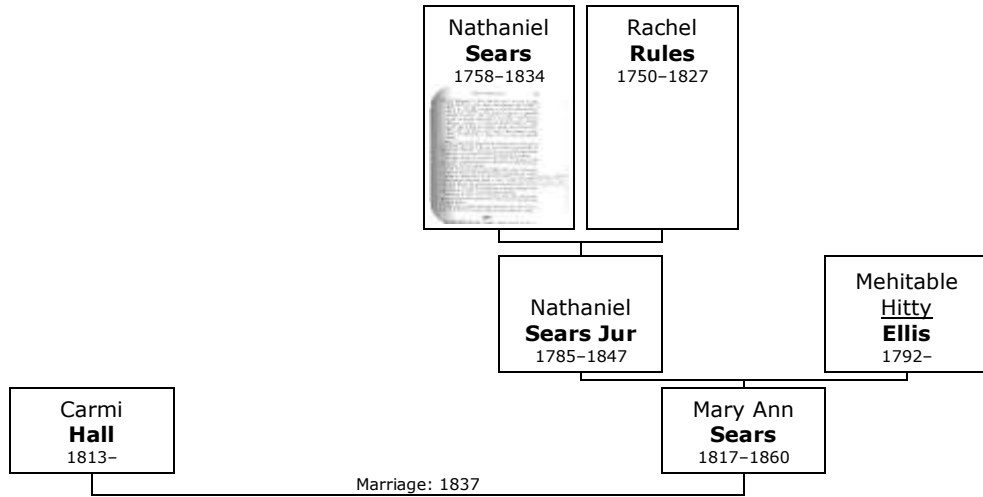 Nathaniel
Sears
1758–1834
Rachel
Rules
1750–1827
Nathaniel
Sears Jur
1785–1847
Mehitable
Hitty
Ellis
1792–
Carmi
Hall
1813–
Mary Ann
Sears
1817–1860
Marriage: 1837